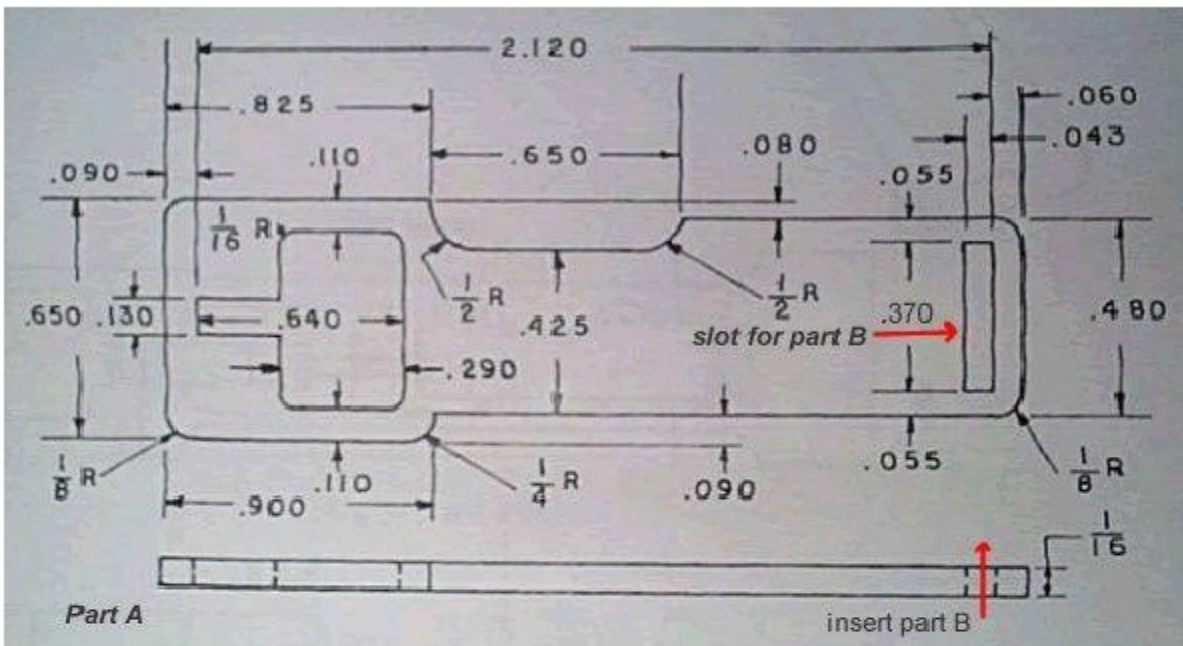 2.120
.825
.060
.650
.080
.043
.090
.110
.055
1/16 R
1/2 R
1/2 R
.650
.130
.640
.425
.370
.480
slot for part B
.290
1/8 R
.110
1/4 R
.090
.055
1/8 R
.900
1/16
Part A
insert part B